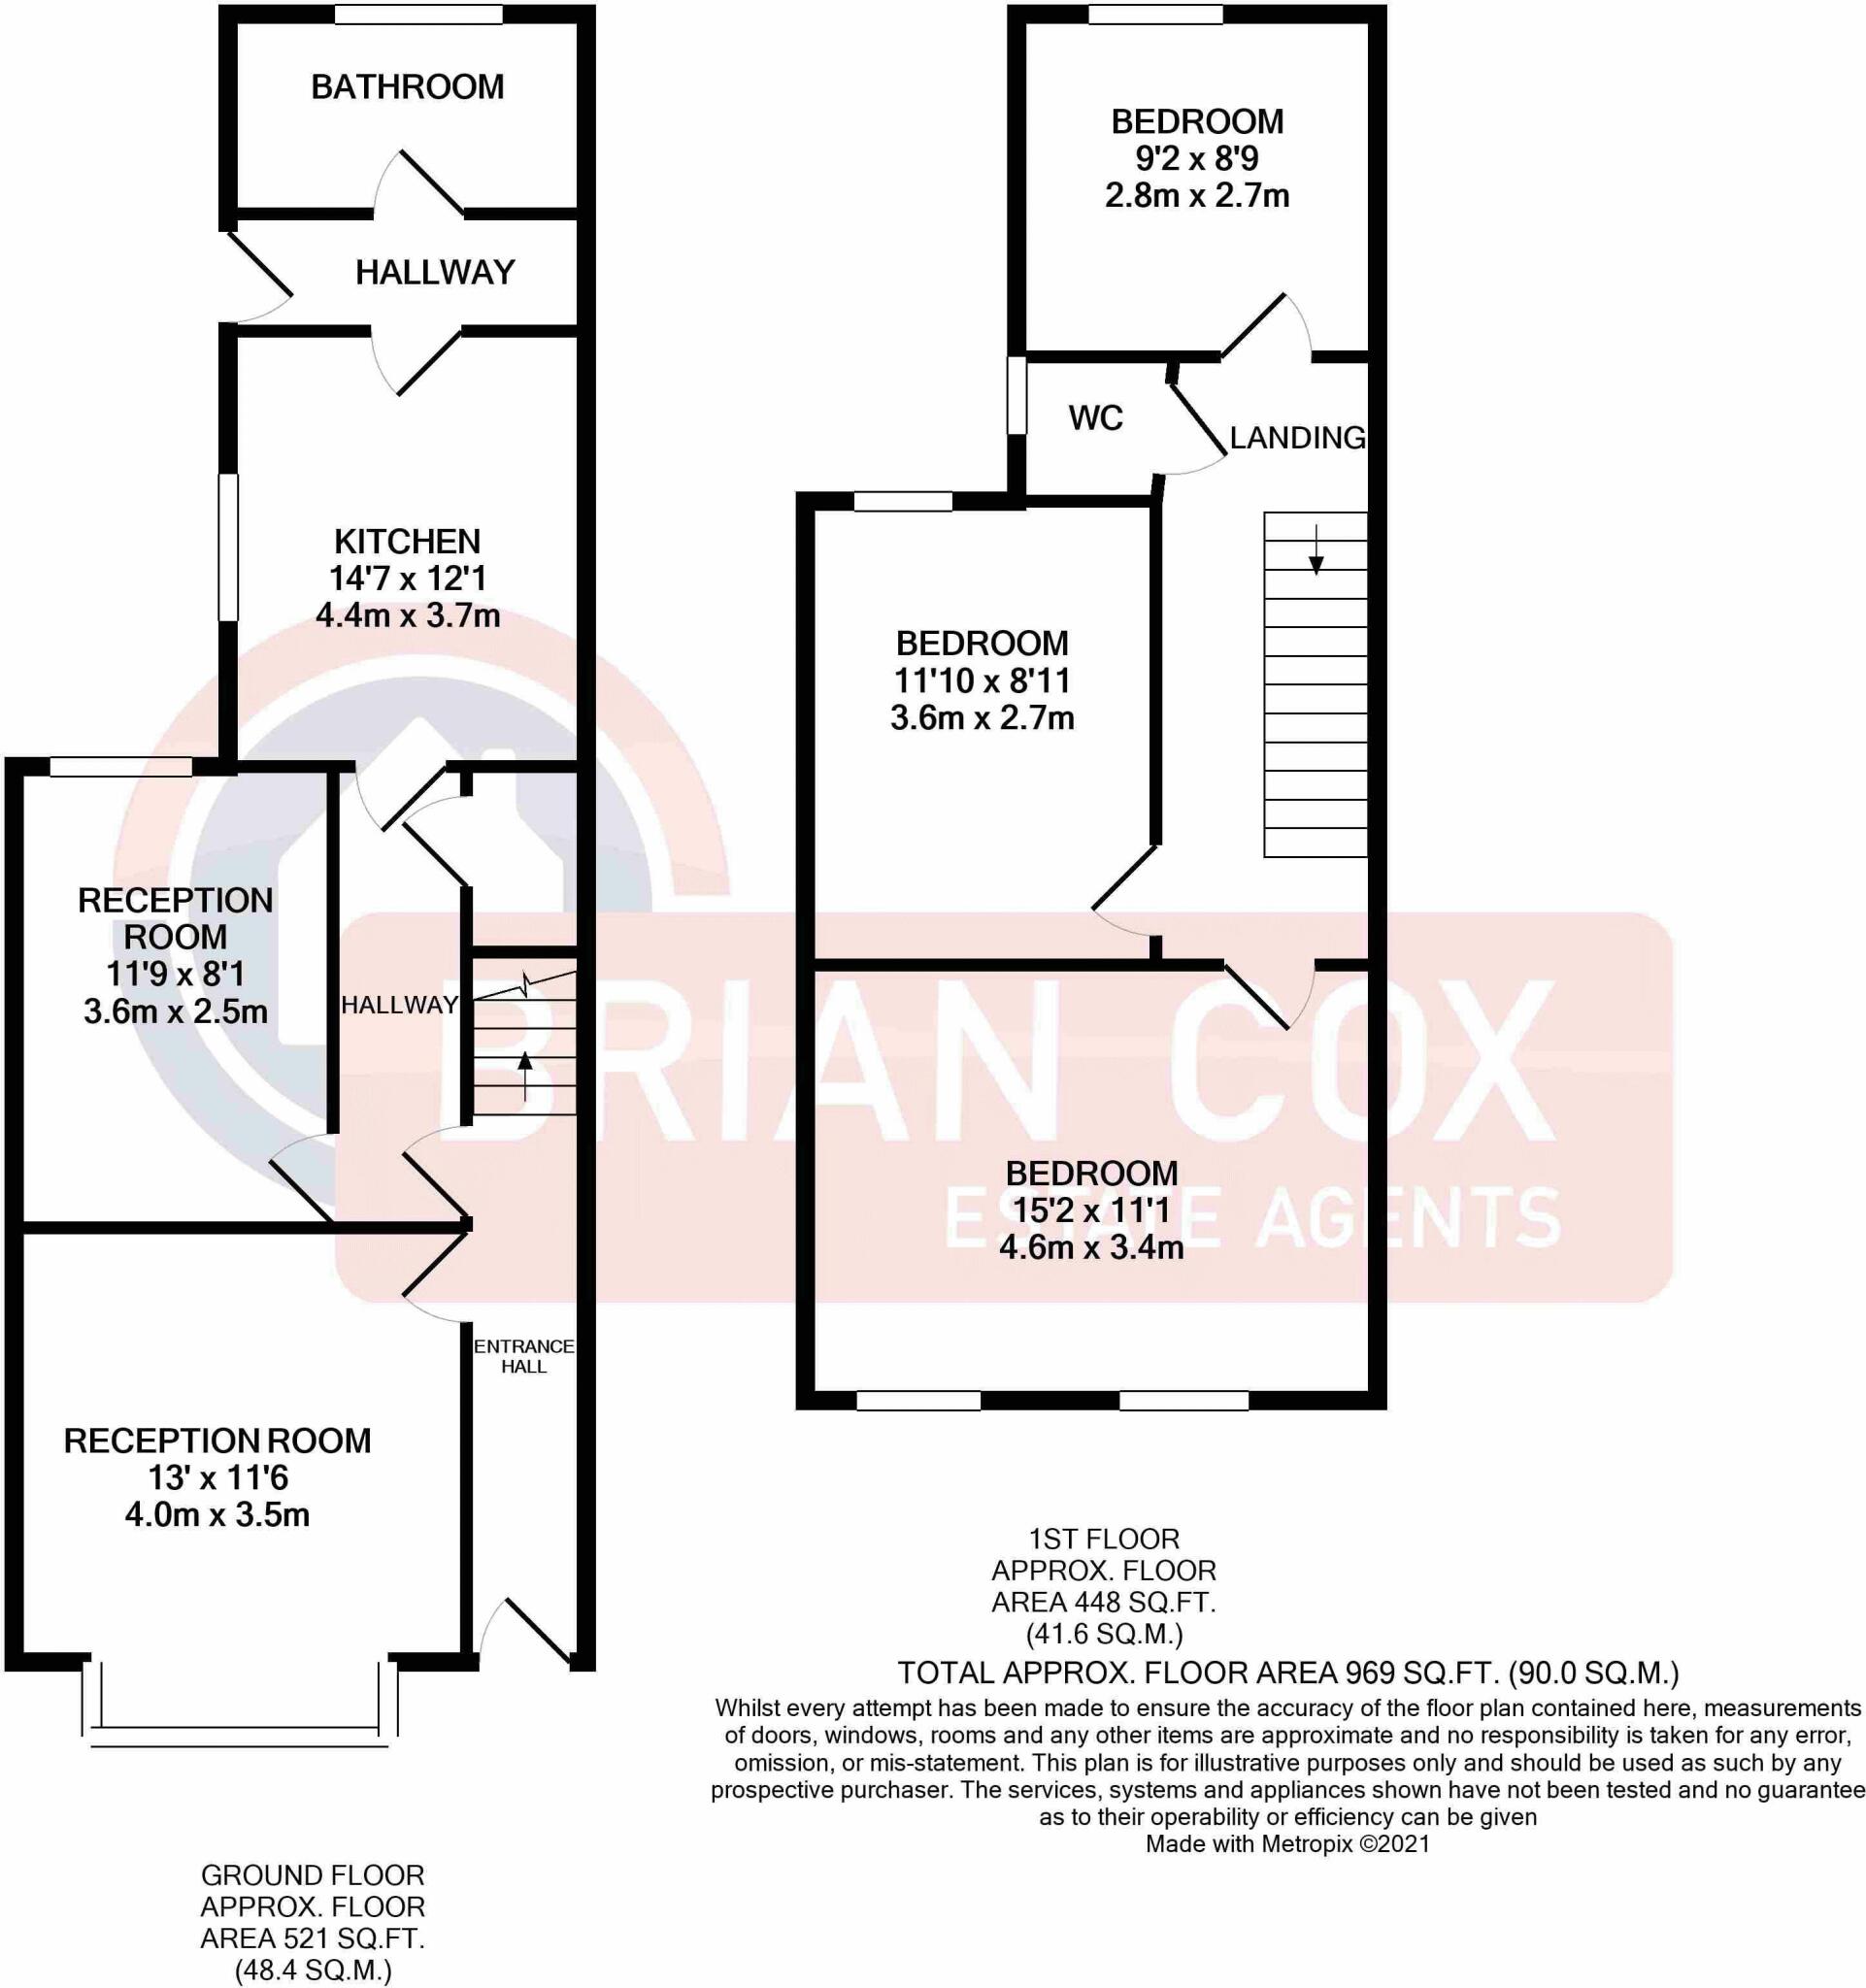 BATHROOM
HALLWAY
KITCHEN
14'7 x 12'1
4.4m x 3.7m
RECEPTION
ROOM
11'9 x 8'1
3.6m x 2.5m
HALLWAY
ENTRANCE
HALL
RECEPTION ROOM
13' x 11'6
4.0m x 3.5m
GROUND FLOOR
APPROX. FLOOR
AREA 521 SQ.FT.
(48.4 SQ.M.)
BEDROOM
9'2 x 8'9
2.8m x 2.7m
WC
LANDING
BEDROOM
11'10 x 8'11
3.6m x 2.7m
BRIAN COX
ESTATE AGENTS
BEDROOM
15'2 x 11'1
4.6m x 3.4m
1ST FLOOR
APPROX. FLOOR
AREA 448 SQ.FT.
(41.6 SQ.M.)
TOTAL APPROX. FLOOR AREA 969 SQ.FT. (90.0 SQ.M.)
Whilst every attempt has been made to ensure the accuracy of the floor plan contained here, measurements
of doors, windows, rooms and any other items are approximate and no responsibility is taken for any error,
omission, or mis-statement. This plan is for illustrative purposes only and should be used as such by any
prospective purchaser. The services, systems and appliances shown have not been tested and no guarantee
as to their operability or efficiency can be given
Made with Metropix ©2021